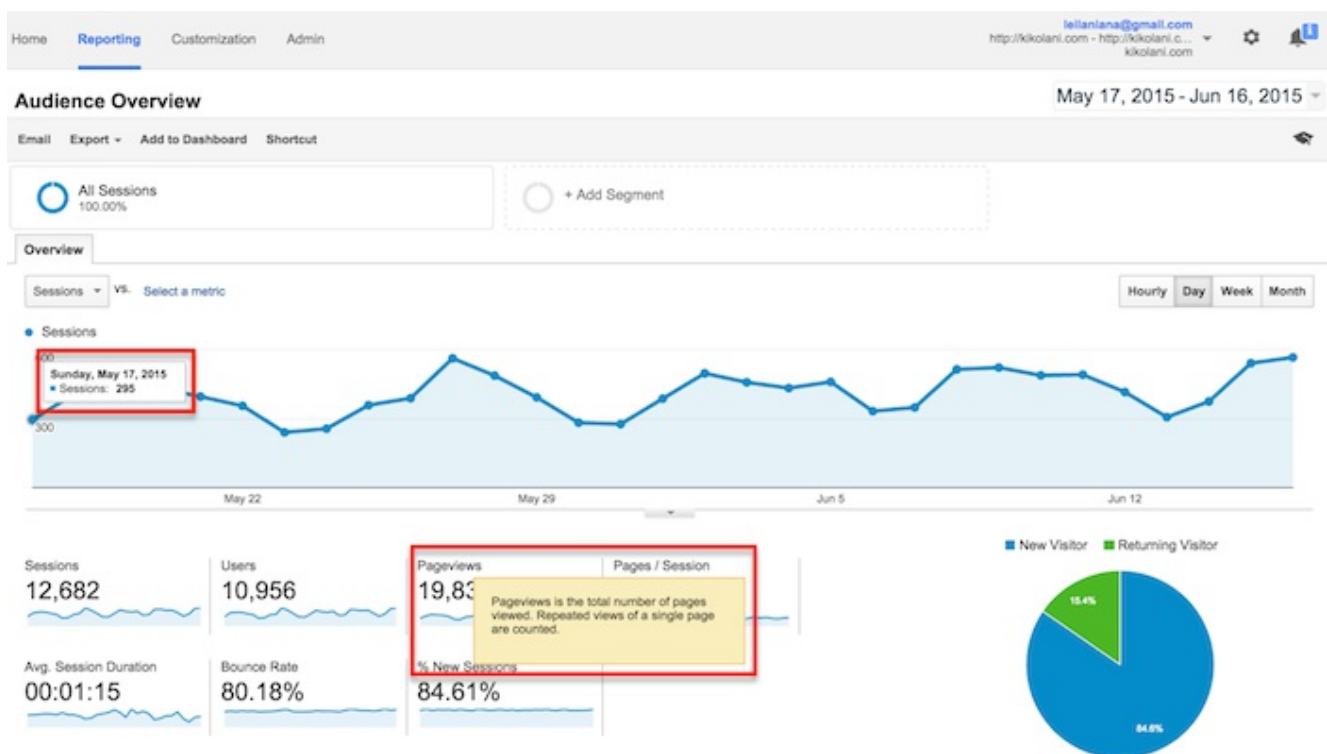 Home Reporting Customization Admin
leilaniana@gmail.com
http://kikolani.com - http://kikolani.c...
kikolani.com
1
Audience Overview
May 17, 2015 - Jun 16, 2015
Email Export Add to Dashboard Shortcut
All Sessions
100.00%
+ Add Segment
Overview
Sessions VS. Select a metric
Hourly Day Week Month
Sessions
600
Sunday, May 17, 2015
Sessions: 295
300
May 22 May 29 Jun 5 Jun 12
New Visitor Returning Visitor
Sessions Users Pageviews Pages / Session
12,682 10,956 19,83
Pageviews is the total number of pages
viewed. Repeated views of a single page
are counted.
15.4%
Avg. Session Duration Bounce Rate % New Sessions
00:01:15 80.18% 84.61%
84.6%